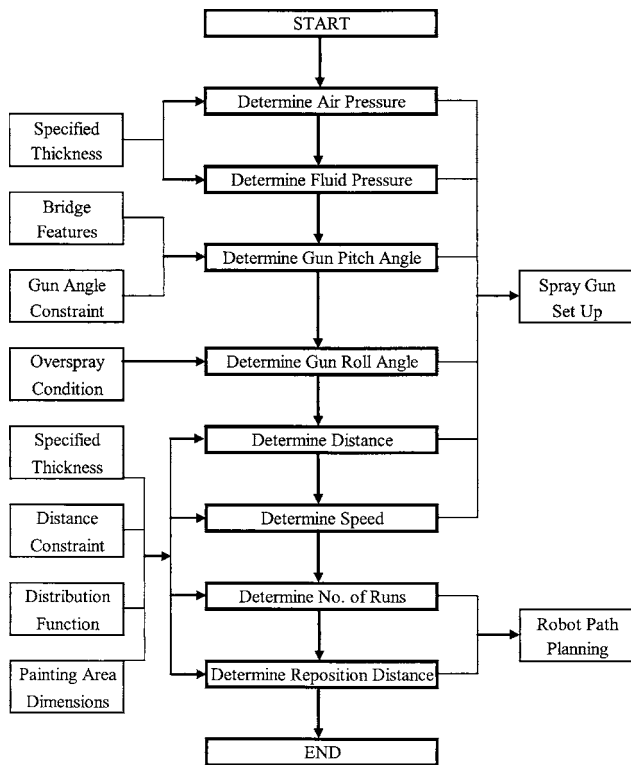 START
Determine Air Pressure
Specified
Thickness
Determine Fluid Pressure
Bridge
Features
Determine Gun Pitch Angle
Gun Angle
Constraint
Spray Gun
Set Up
Overspray
Condition
Determine Gun Roll Angle
Specified
Thickness
Determine Distance
Distance
Constraint
Determine Speed
Distribution
Function
Determine No. of Runs
Robot Path
Planning
Painting Area
Dimensions
Determine Reposition Distance
END